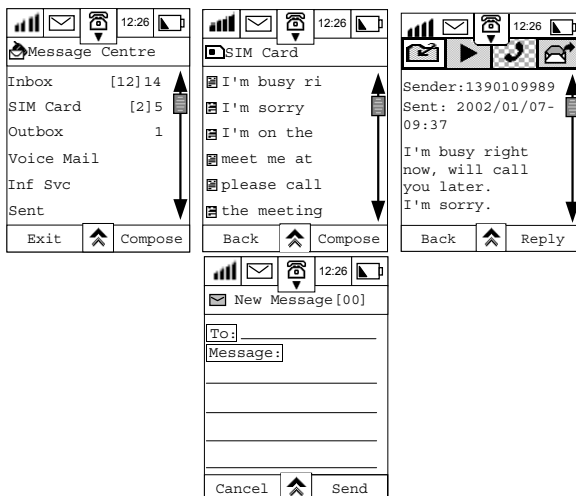 12:26
Message Centre
Inbox [12]14
SIM Card [2]5
Outbox 1
Voice Mail
Inf Svc
Sent
Exit Compose
12:26
SIM Card
I'm busy ri
I'm sorry
I'm on the
meet me at
please call
the meeting
Back Compose
12:26
Sender:1390109989
Sent: 2002/01/07-
09:37
I'm busy right
now, will call
you later.
I'm sorry.
Back Reply
12:26
New Message[00]
To:
Message:
Cancel Send